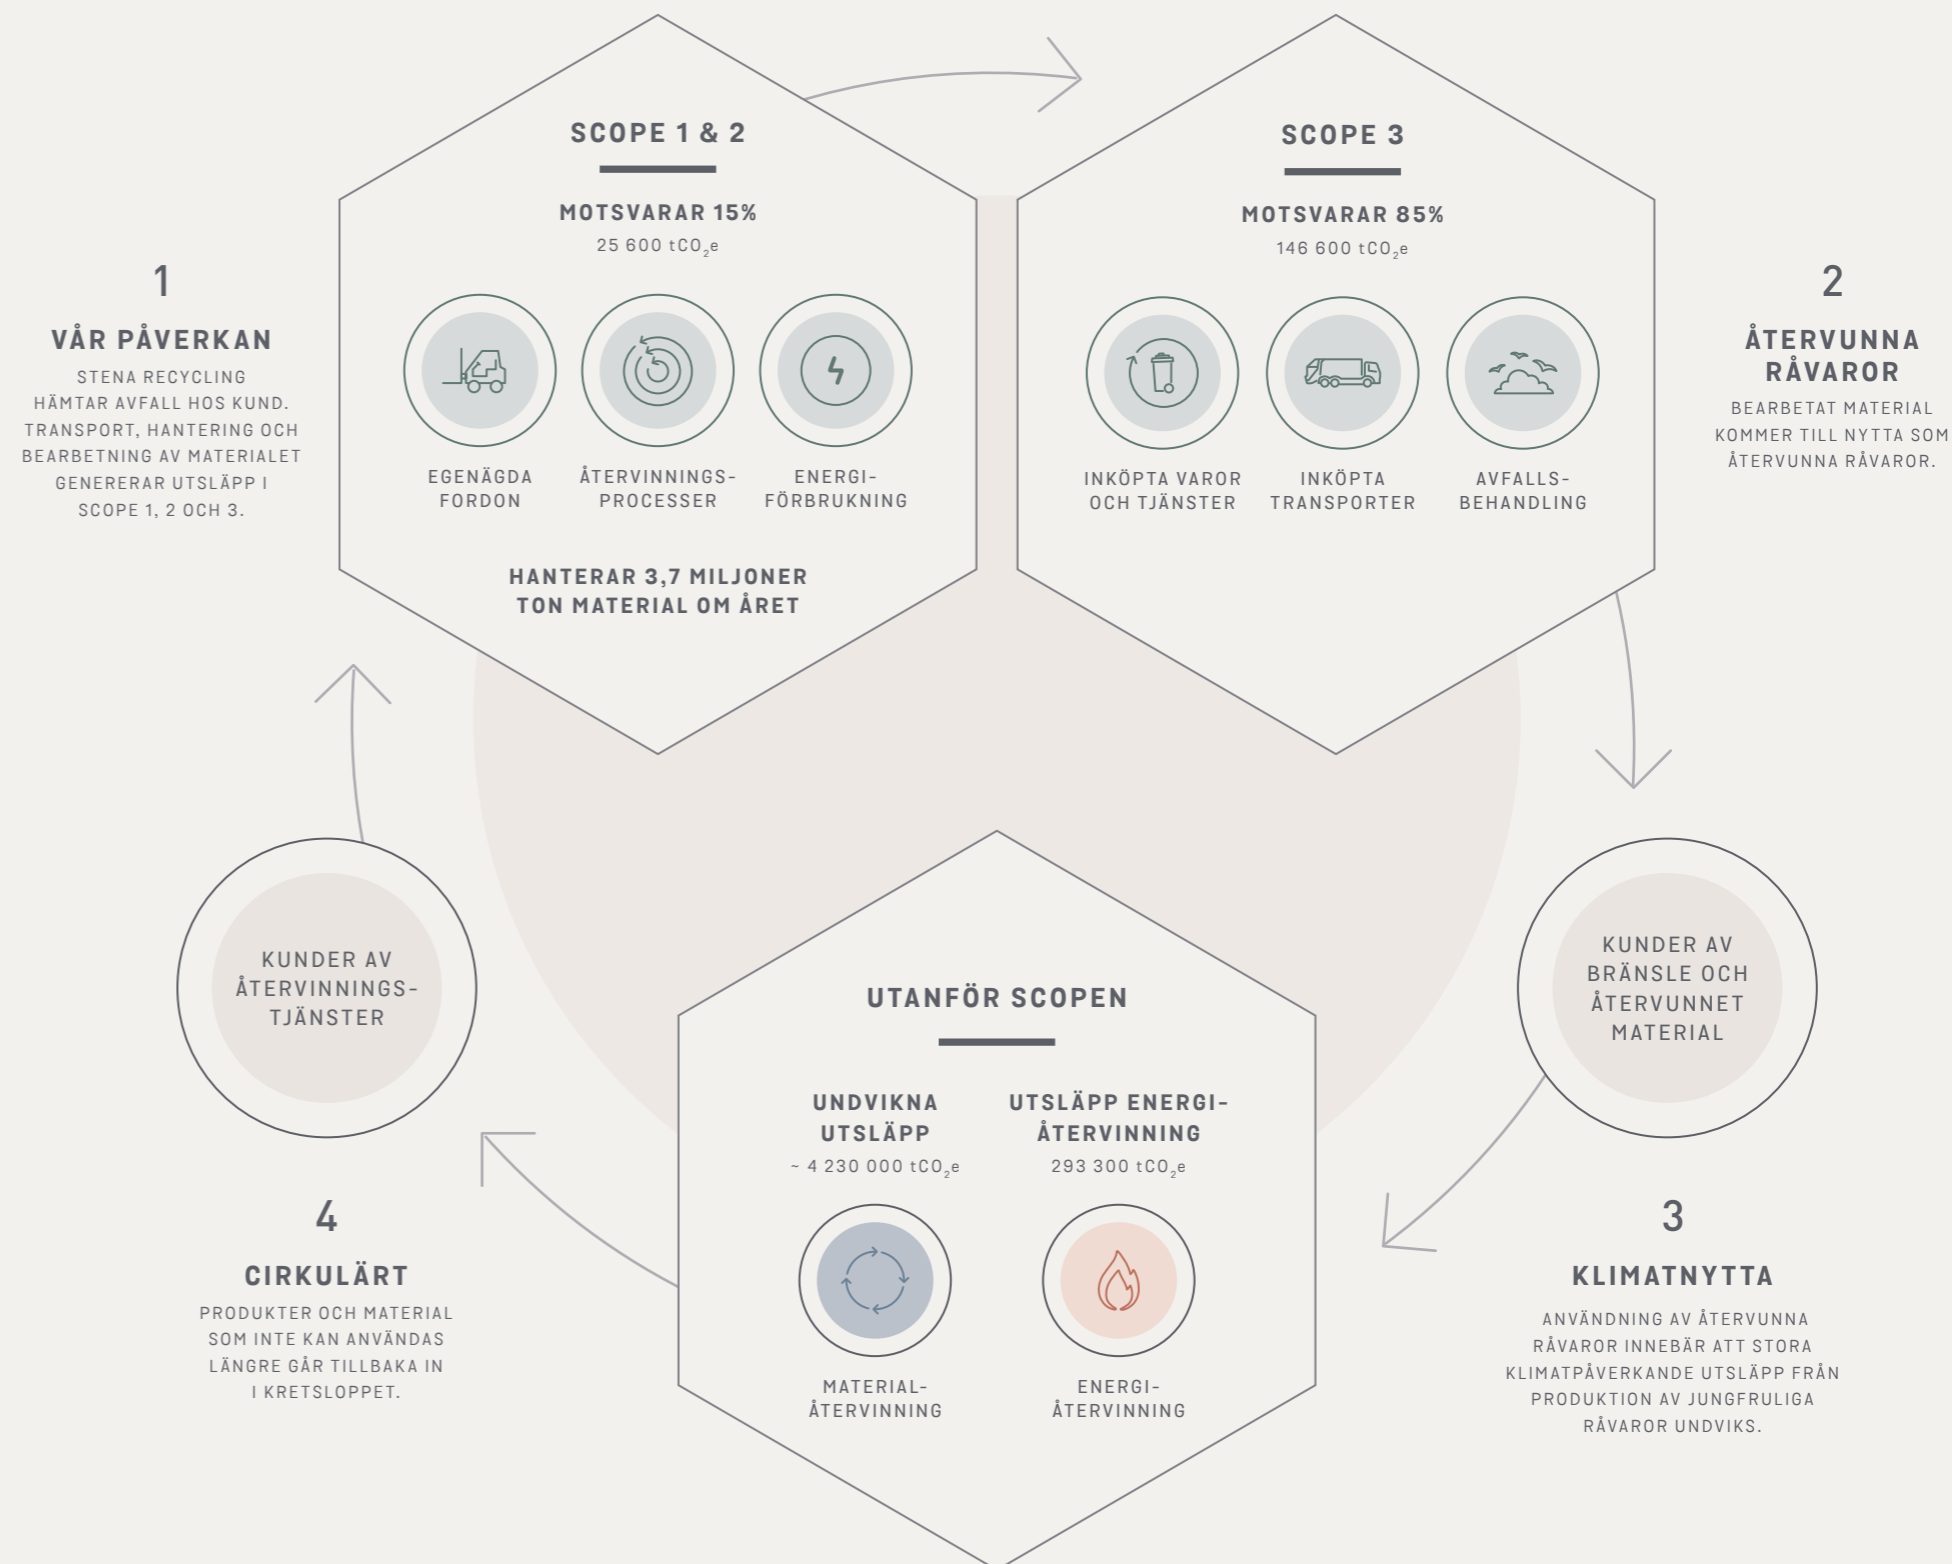 SCOPE 1 & 2
MOTSVARAR 15%
25 600 tCO₂e
EGENÄGDA
FORDON
ÅTERVINNINGS-
PROCESSER
ENERGI-
FÖRBRUKNING
HANTERAR 3,7 MILJONER
TON MATERIAL OM ÅRET
SCOPE 3
MOTSVARAR 85%
146 600 tCO₂e
INKÖPTA VAROR
OCH TJÄNSTER
INKÖPTA
TRANSPORTER
AVFALLS-
BEHANDLING
1
VÅR PÅVERKAN
STENA RECYCLING
HÄMTAR AVFALL HOS KUND.
TRANSPORT, HANTERING OCH
BEARBETNING AV MATERIALET
GENERERAR UTSLÄPP I
SCOPE 1, 2 OCH 3.
2
ÅTERVUNNA
RÅVAROR
BEARBETAT MATERIAL
KOMMER TILL NYTTA SOM
ÅTERVUNNA RÅVAROR.
KUNDER AV
ÅTERVINNINGS-
TJÄNSTER
KUNDER AV
BRÄNSLE OCH
ÅTERVUNNET
MATERIAL
UTANFÖR SCOPEN
UNDVIKNA
UTSLÄPP
~ 4 230 000 tCO₂e
MATERIAL-
ÅTERVINNING
UTSLÄPP ENERGI-
ÅTERVINNING
293 300 tCO₂e
ENERGI-
ÅTERVINNING
3
KLIMATNYTTA
ANVÄNDNING AV ÅTERVUNNA
RÅVAROR INNEBÄR ATT STORA
KLIMATPÅVERKANDE UTSLÄPP FRÅN
PRODUKTION AV JUNGFRULIGA
RÅVAROR UNDVIKS.
4
CIRKULÄRT
PRODUKTER OCH MATERIAL
SOM INTE KAN ANVÄNDAS
LÄNGRE GÅR TILLBAKA IN
I KRETSLOPPET.